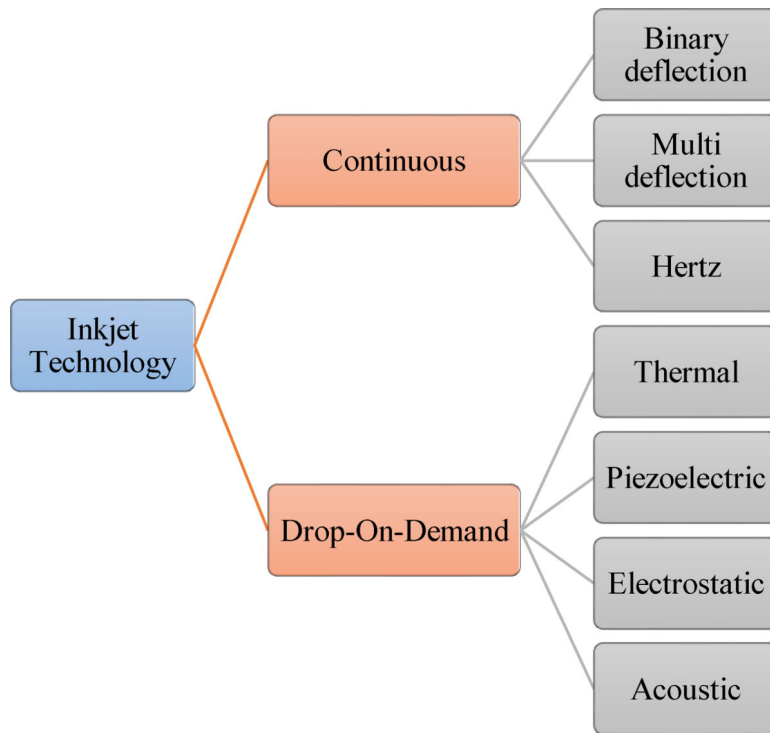 Inkjet
Technology
Continuous
Binary
deflection
Multi
deflection
Hertz
Drop-On-Demand
Thermal
Piezoelectric
Electrostatic
Acoustic